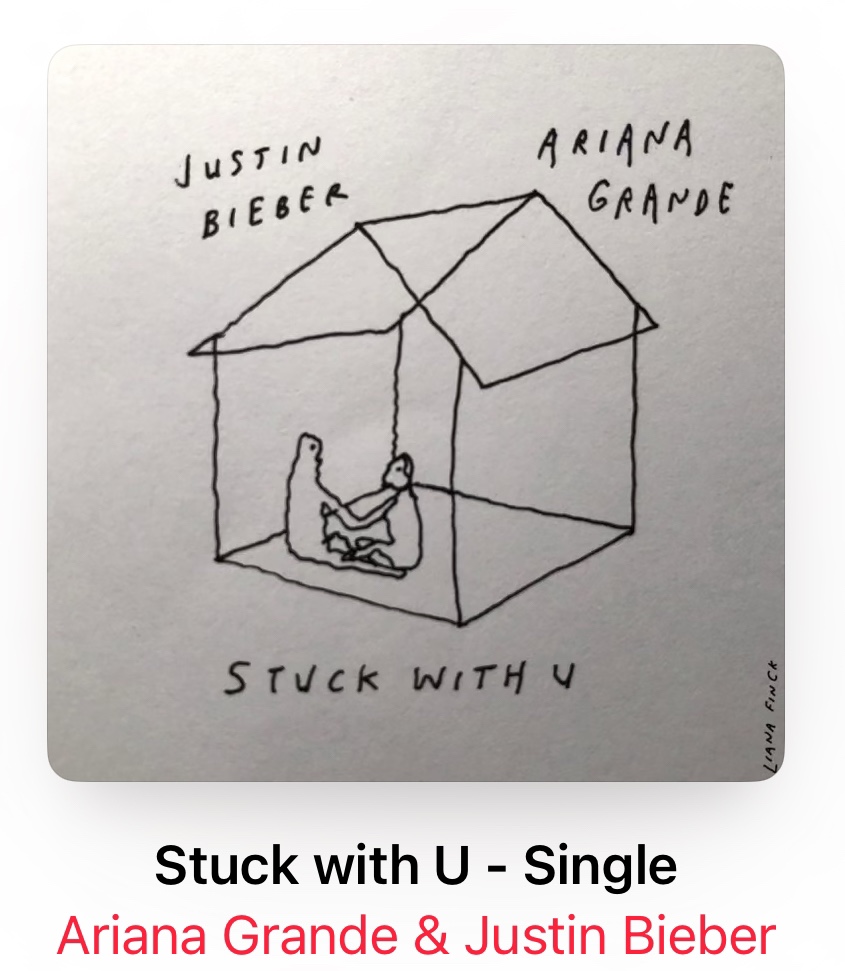 JUSTIN
BIEBER
ARIANA
GRANDE
STUCK WITH U
LIANA FINCK
Stuck with U - Single
Ariana Grande & Justin Bieber